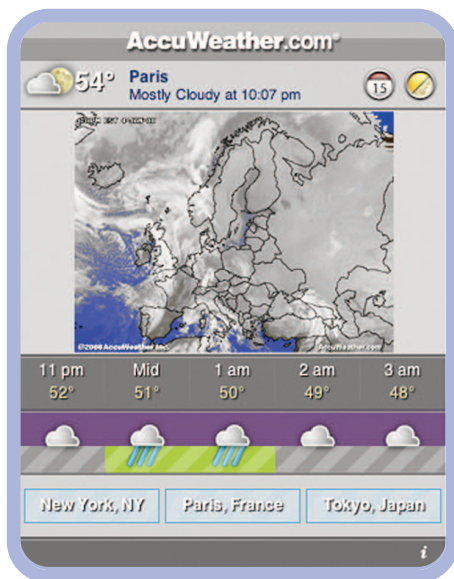 AccuWeather.com®
54° Paris
Mostly Cloudy at 10:07 pm
15
©2006 AccuWeather Inc. AccuWeather.com
11 pm Mid 1 am 2 am 3 am
52° 51° 50° 49° 48°
New York, NY Paris, France Tokyo, Japan
i